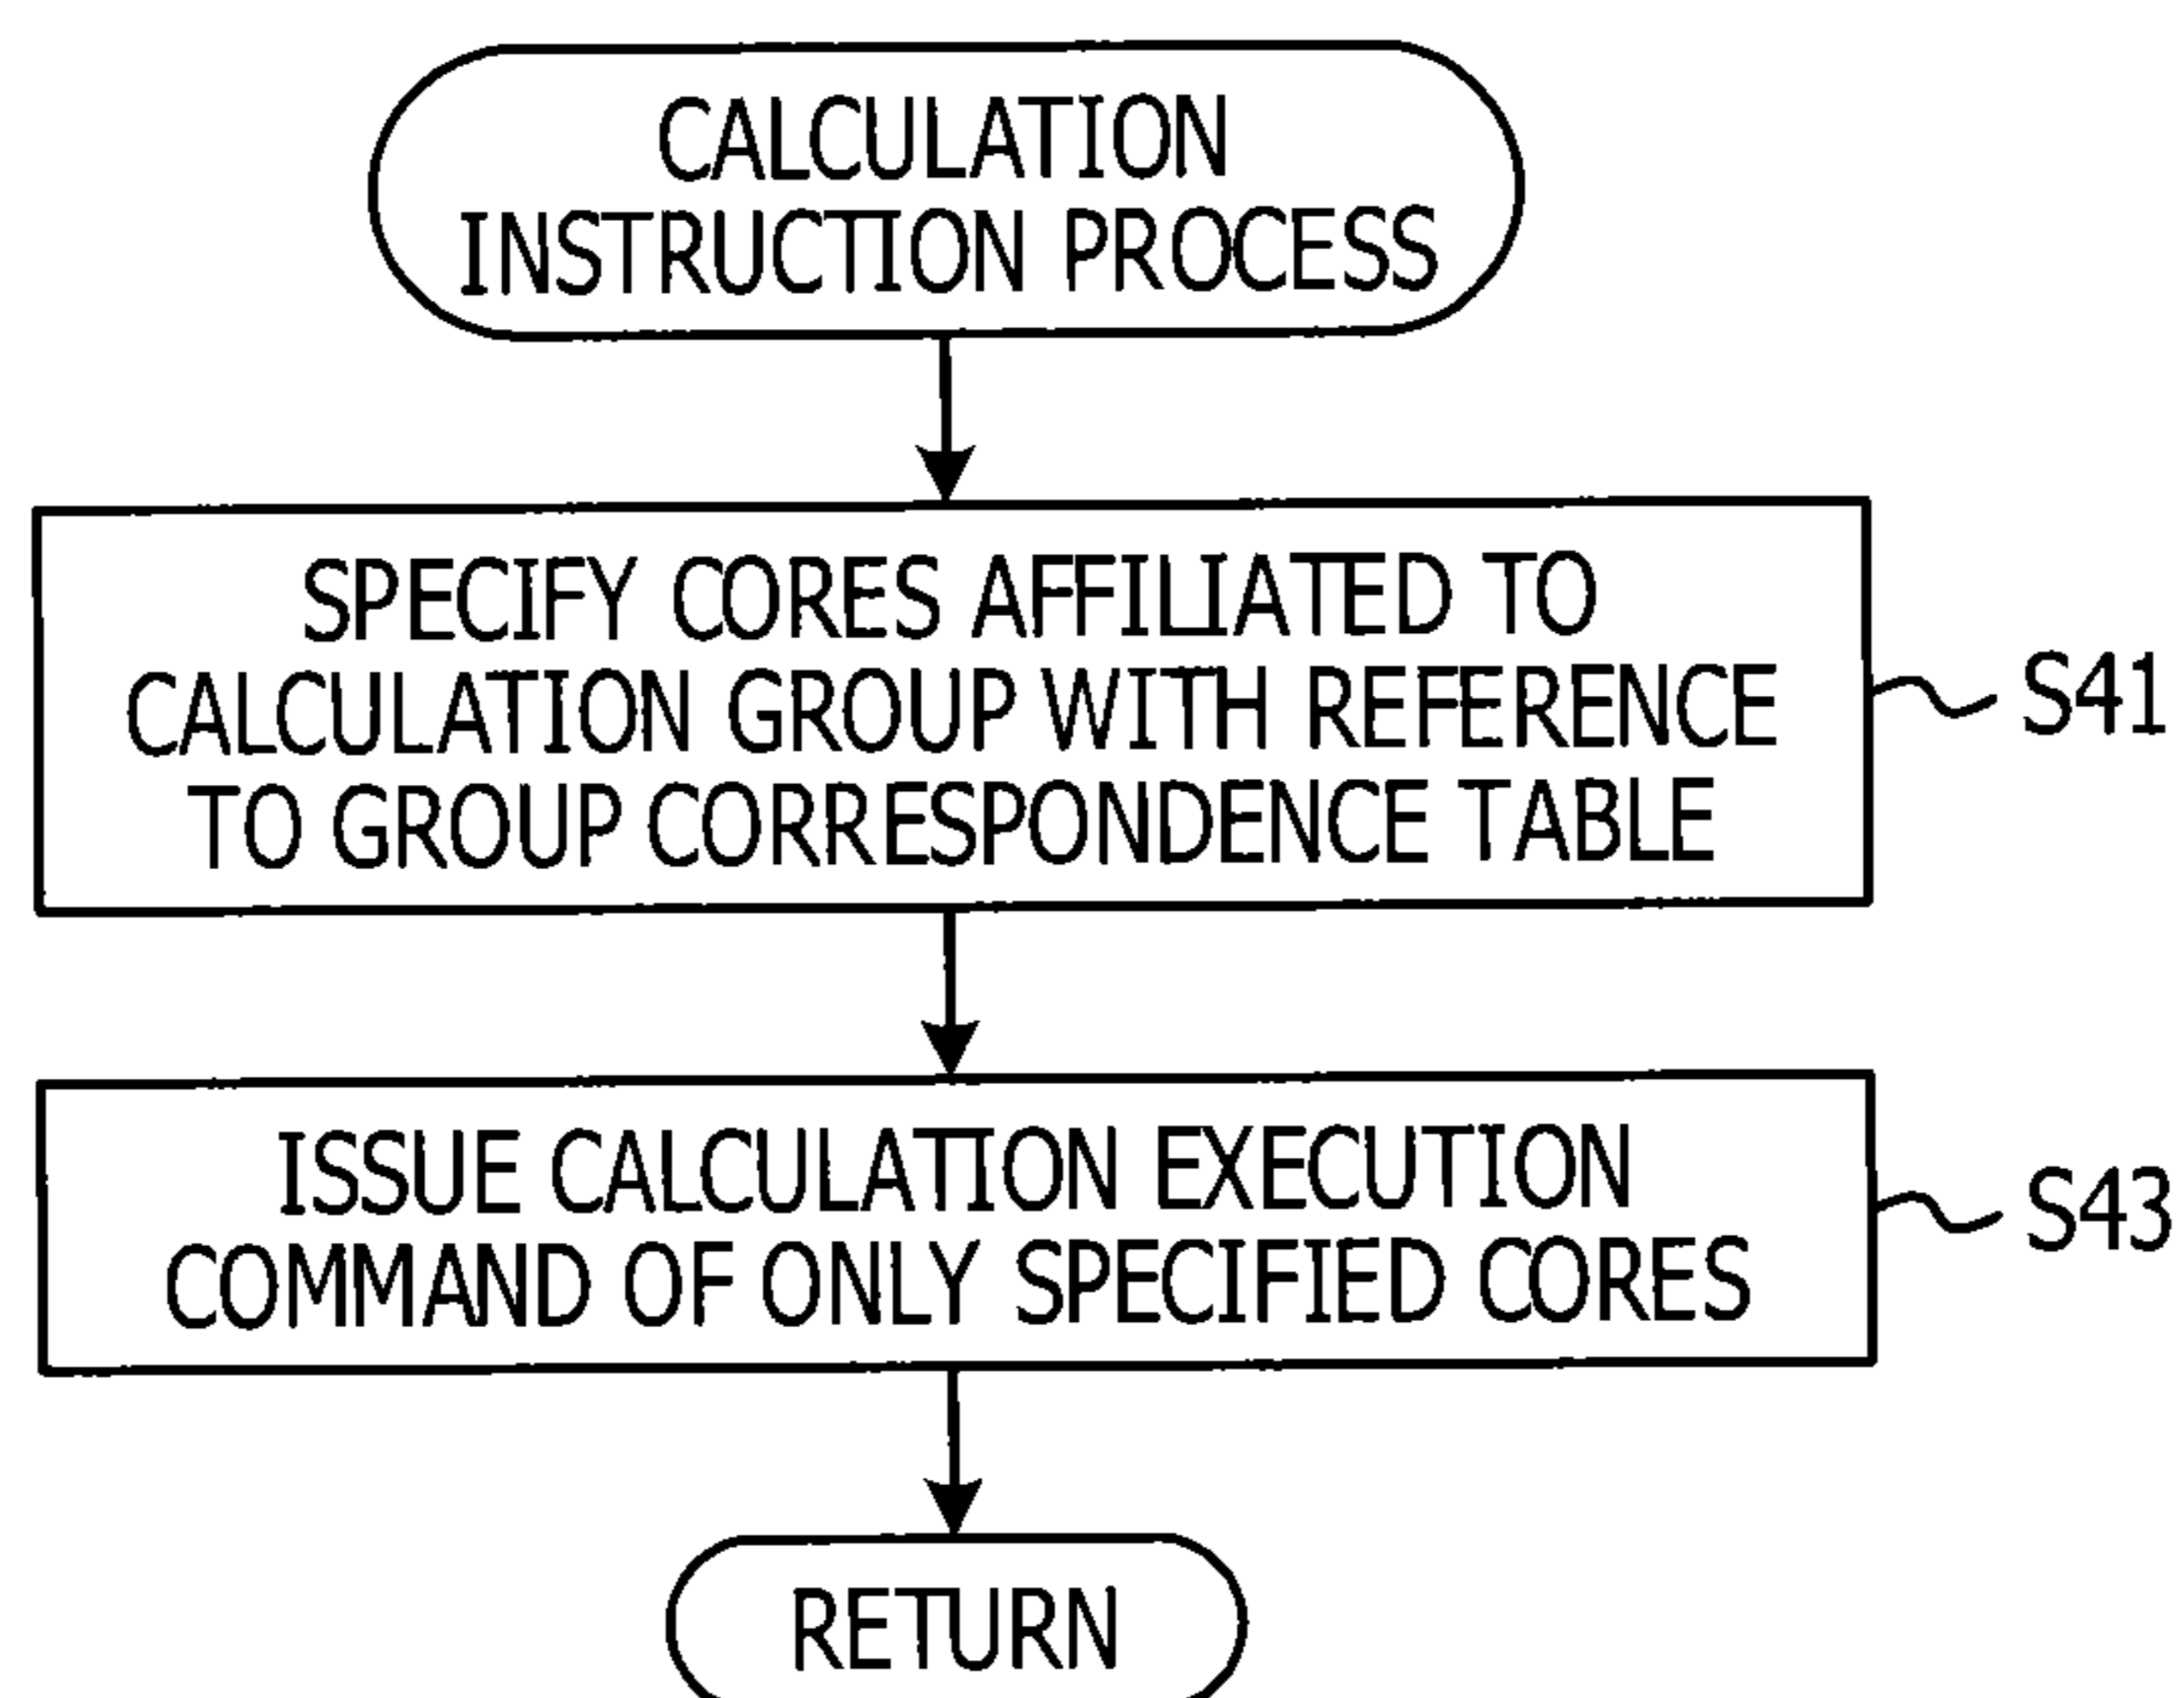 CALCULATION
INSTRUCTION PROCESS
SPECIFY CORES AFFILIATED TO
CALCULATION GROUP WITH REFERENCE
TO GROUP CORRESPONDENCE TABLE
S41
ISSUE CALCULATION EXECUTION
COMMAND OF ONLY SPECIFIED CORES
S43
RETURN